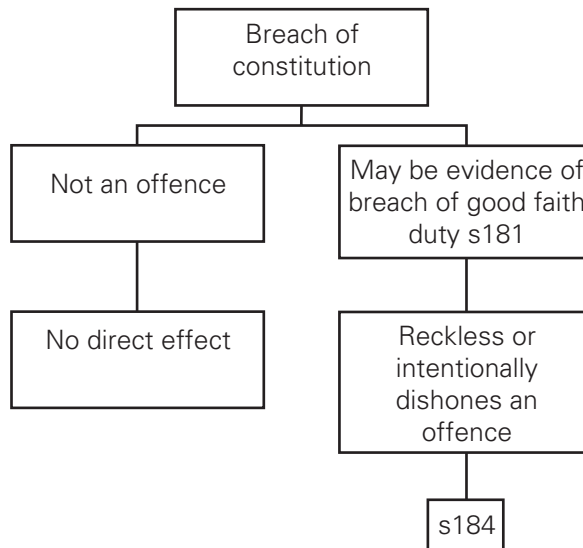 Breach of
constitution
Not an offence
May be evidence of
breach of good faith
duty s181
No direct effect
Reckless or
intentionally
dishones an
offence
s184